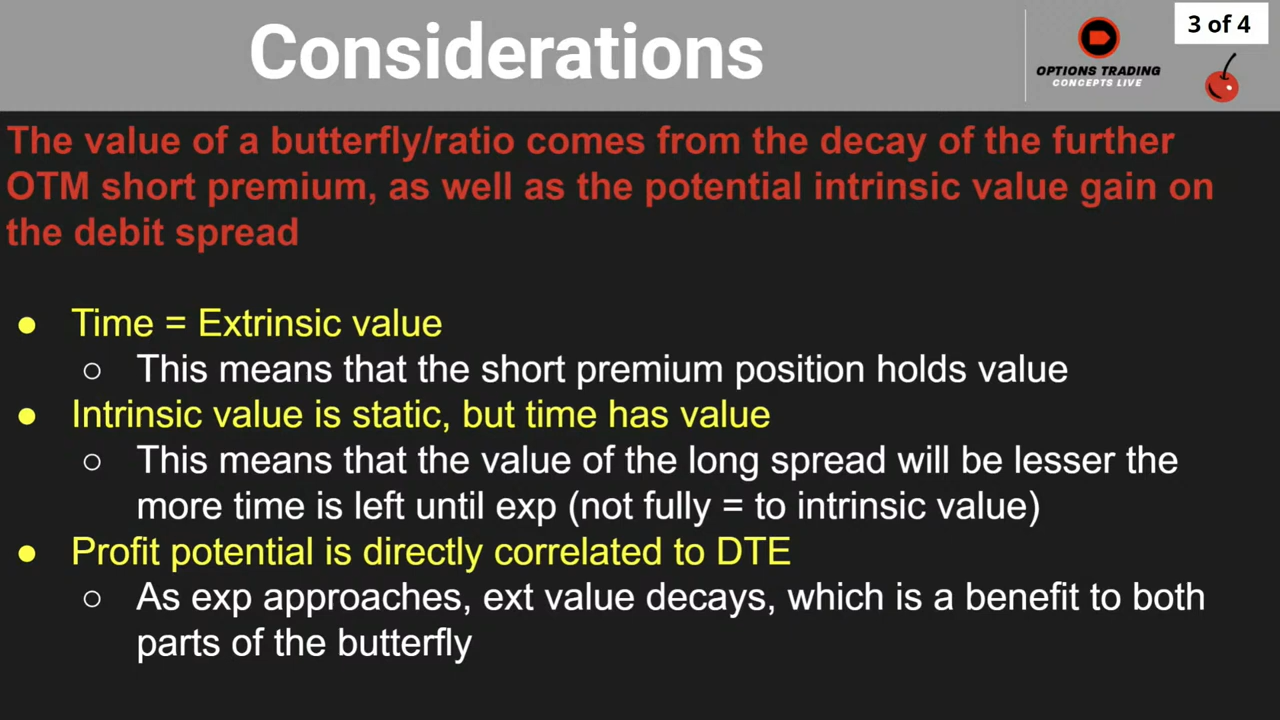 Considerations
OPTIONS TRADING
CONCEPTS LIVE
3 of 4
The value of a butterfly/ratio comes from the decay of the further
OTM short premium, as well as the potential intrinsic value gain on
the debit spread
● Time = Extrinsic value
○ This means that the short premium position holds value
● Intrinsic value is static, but time has value
○ This means that the value of the long spread will be lesser the
more time is left until exp (not fully = to intrinsic value)
● Profit potential is directly correlated to DTE
○ As exp approaches, ext value decays, which is a benefit to both
parts of the butterfly